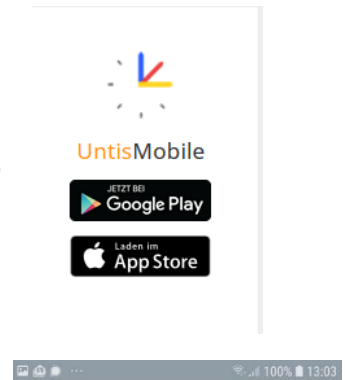 UntisMobile
JETZT BEI
Google Play
Laden im
App Store
100% 13:03